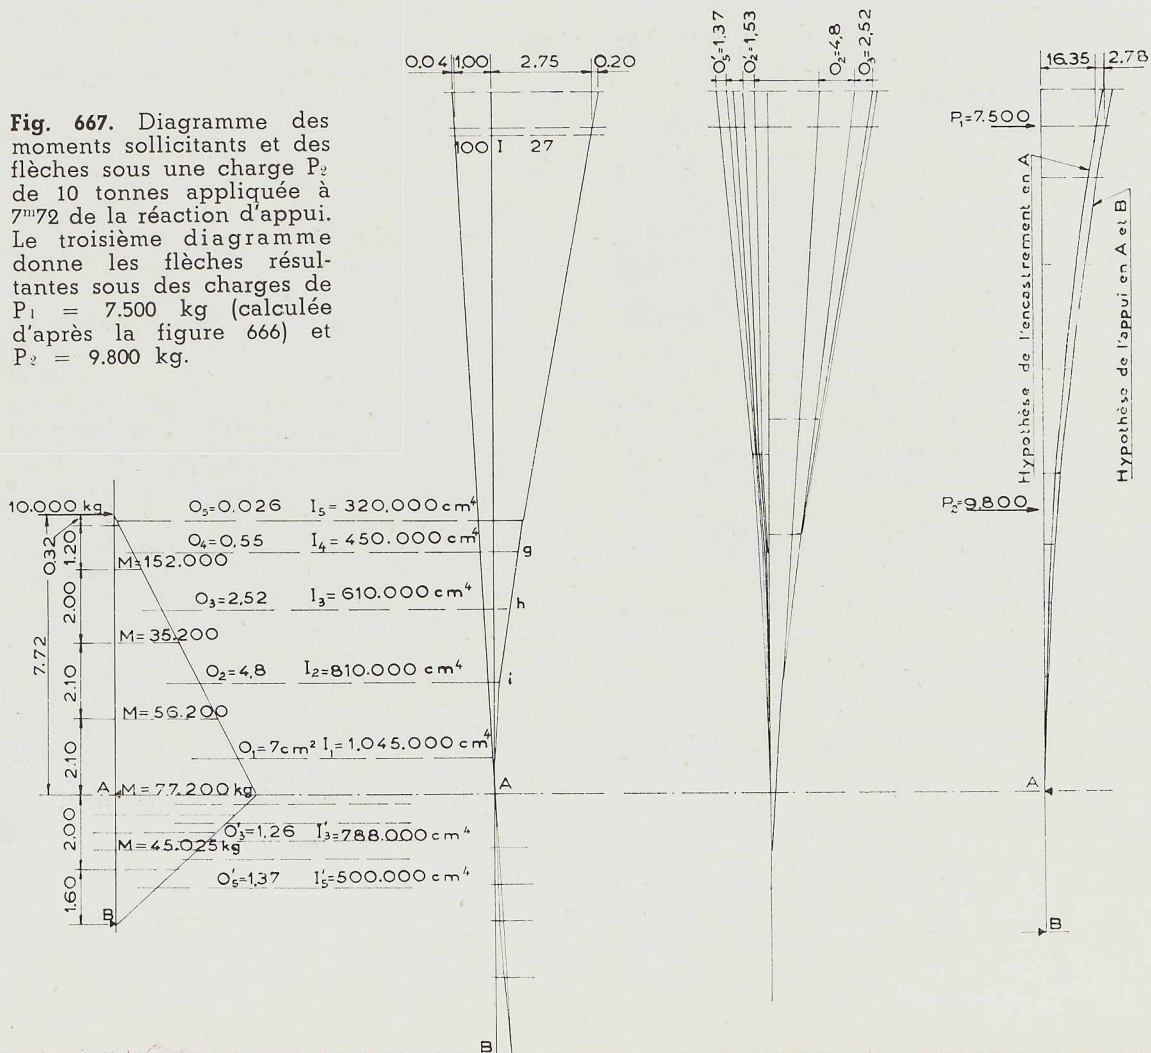 Fig. 667. Diagramme des
moments sollicitants et des
flèches sous une charge P₂
de 10 tonnes appliquée à
7ᵐ72 de la réaction d'appui.
Le troisième diagramme
donne les flèches résul-
tantes sous des charges de
P₁ = 7.500 kg (calculée
d'après la figure 666) et
P₂ = 9.800 kg.
0.04 1.00 2.75 0.20
100 I 27
O'₅=1.37
O₂=1,53
O₂=4,8
O₃=2,52
16.35 2.78
P₁=7.500
Hypothèse de l'encastrement en A
Hypothèse de l'appui en A et B
P₂=9.800
A
B
10.000 kg
0.32
1.20
2.00
2.10
2.10
7.72
2.00
1.60
O₅=0,026 I₅=320.000 cm⁴
O₄=0,55 I₄=450.000 cm⁴
g
M=152.000
O₃=2,52 I₃=610.000 cm⁴
h
M=35.200
O₂=4,8 I₂=810.000 cm⁴
i
M=56.200
O₁=7cm² I₁=1.045.000 cm⁴
A M=77.200 kg A
O'₃=1,26 I'₃=788.000 cm⁴
M=45.025 kg
O'₅=1,37 I'₅=500.000 cm⁴
B
B